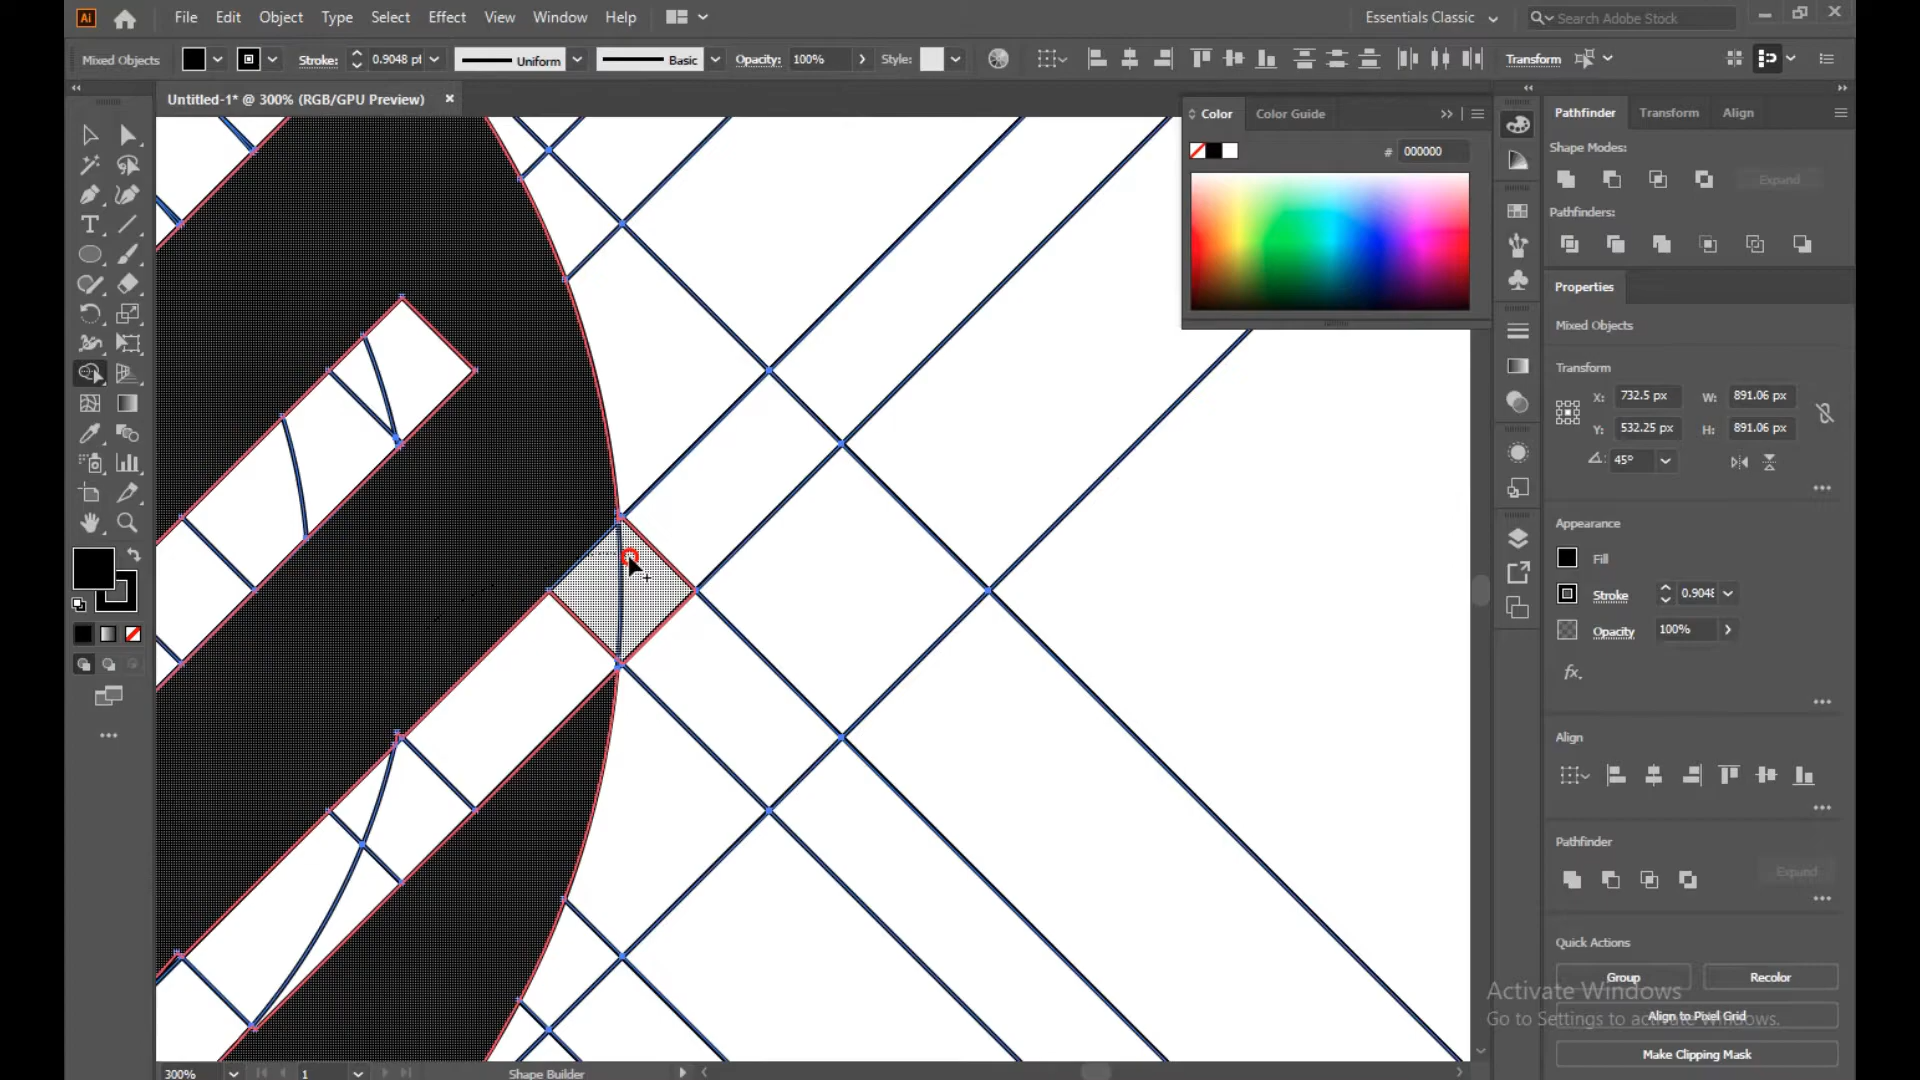 Ai File Edit Object Type Select Effect View Window Help Essentials Classic Search Adobe Stock
Mixed Objects Stroke: 0.9048 pt Uniform Basic Opacity: 100% Style: Transform
Untitled-1* @ 300% (RGB/GPU Preview)
Color Color Guide
# 000000
Pathfinder Transform Align
Shape Modes:
Expand
Pathfinders:
Properties
Mixed Objects
Transform
X: 732.5 px W: 891.06 px
Y: 532.25 px H: 891.06 px
45°
Appearance
Fill
Stroke 0.9048
Opacity 100%
fx.
Align
Pathfinder
Expand
Quick Actions
Group Recolor
Activate Windows
Go to Settings to activate Windows.
Align to Pixel Grid
Make Clipping Mask
300% 1 Shape Builder